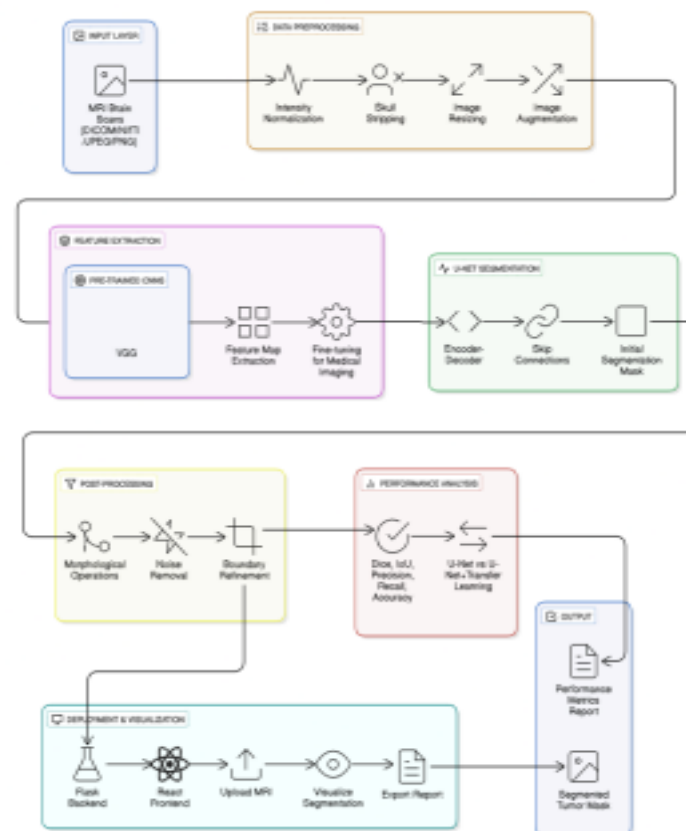 INPUT LAYER
MRI Brain
Scans
[DICOM/NIFTI
/JPEG/PNG]
DATA PREPROCESSING
Intensity
Normalization
Skull
Stripping
Image
Resizing
Image
Augmentation
FEATURE EXTRACTION
PRE-TRAINED CNNS
VGG
Feature Map
Extraction
Fine-tuning
for Medical
Imaging
U-NET SEGMENTATION
Encoder-
Decoder
Skip
Connections
Initial
Segmentation
Mask
POST-PROCESSING
Morphological
Operations
Noise
Removal
Boundary
Refinement
PERFORMANCE ANALYSIS
Dice, IoU,
Precision,
Recall,
Accuracy
U-Net vs U-
Net+Transfer
Learning
OUTPUT
Performance
Metrics
Report
Segmented
Tumor Mask
DEPLOYMENT & VISUALIZATION
Flask
Backend
React
Frontend
Upload MRI
Visualize
Segmentation
Export Report